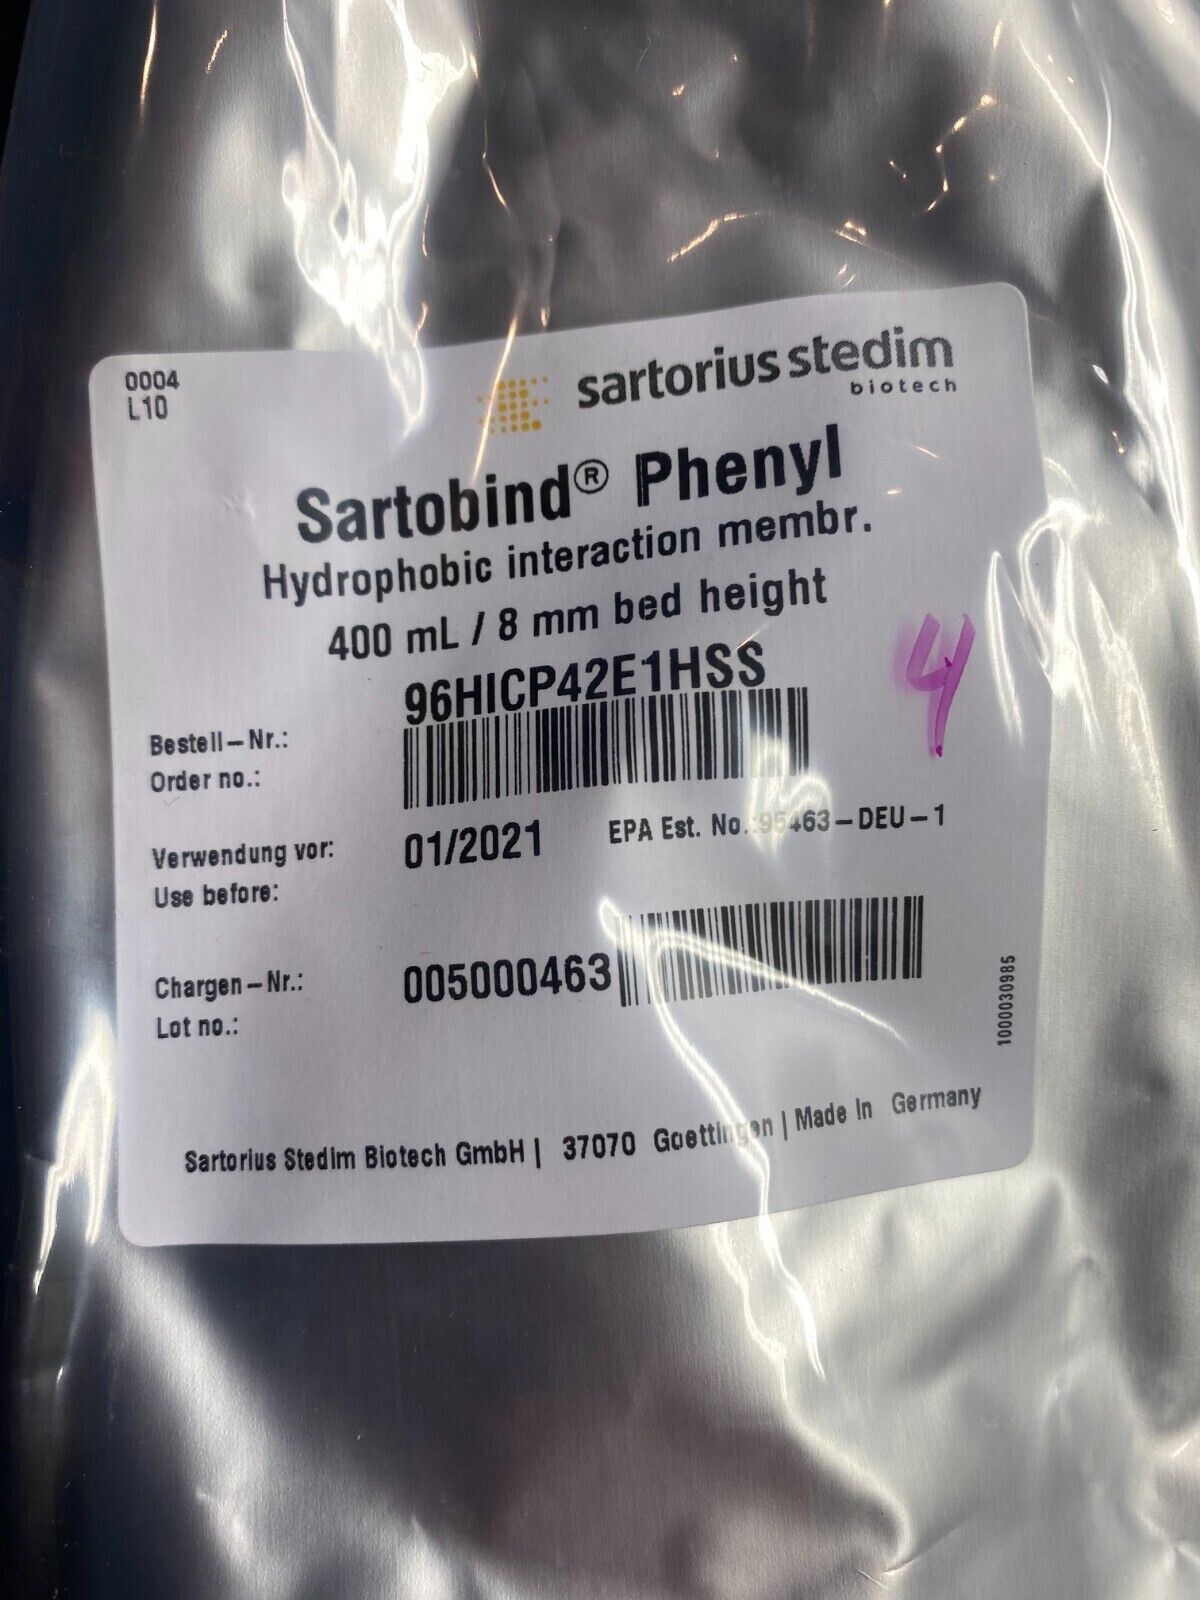 0004
L10
sartorius stedim
biotech
Sartobind® Phenyl
Hydrophobic interaction membr.
400 mL / 8 mm bed height
96HICP42E1HSS
Bestell-Nr.:
Order no.:
4
Verwendung vor:
Use before:
01/2021
EPA Est. No. 95463-DEU-1
Chargen-Nr.:
Lot no.:
005000463
1000030985
Sartorius Stedim Biotech GmbH | 37070 Goettingen | Made in Germany